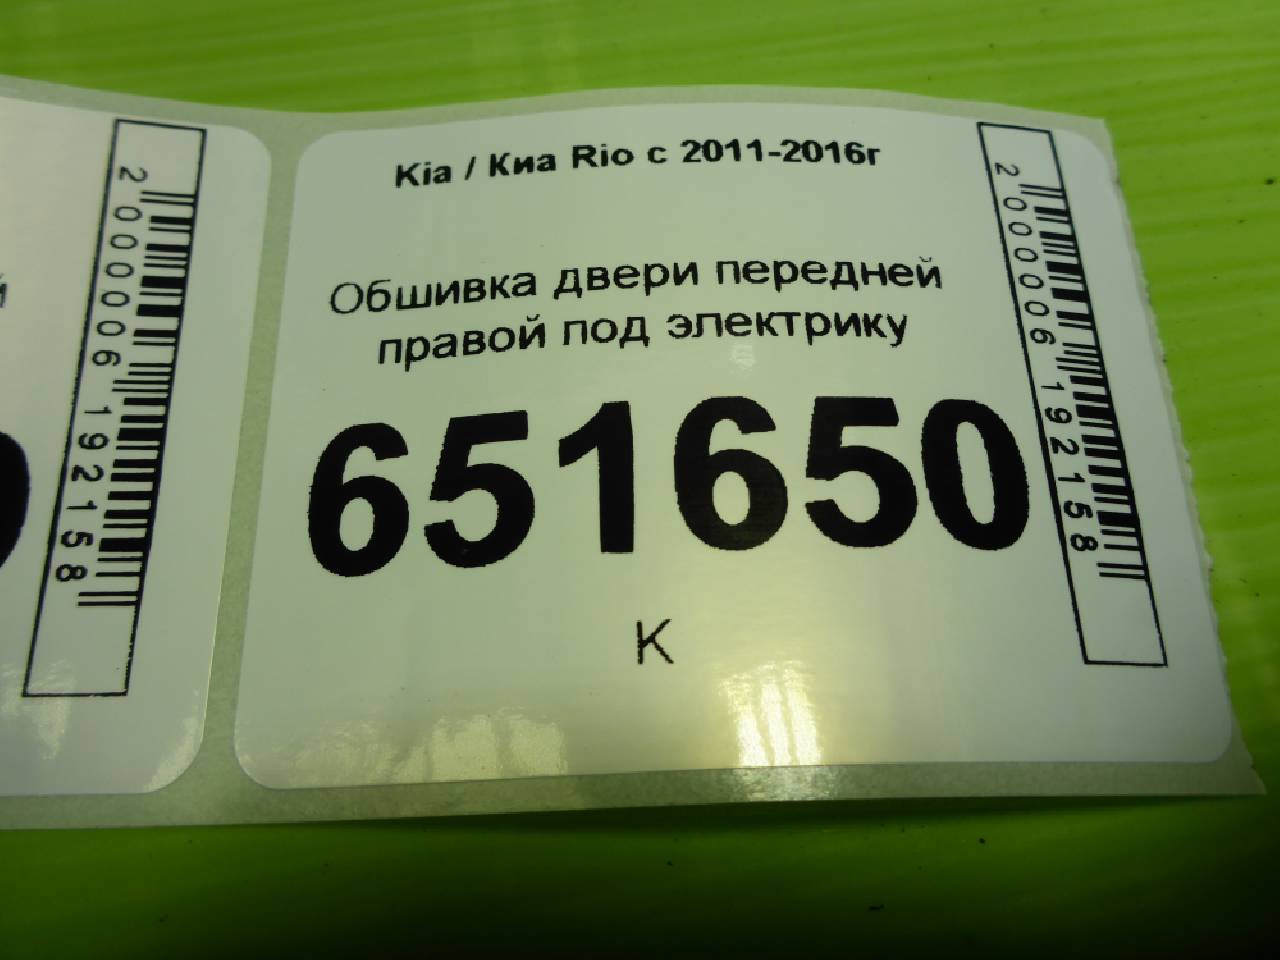 2000006192158
Kia / Киа Rio с 2011-2016г
Обшивка двери передней
правой под электрику
651650
К
2000006192158